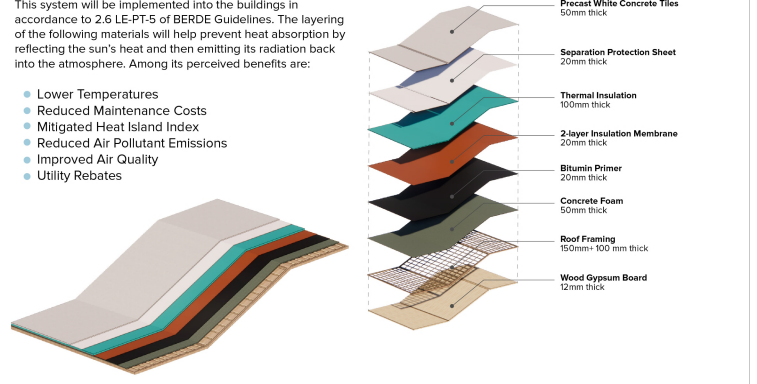 This system will be implemented into the buildings in
accordance to 2.6 LE-PT-5 of BERDE Guidelines. The layering
of the following materials will help prevent heat absorption by
reflecting the sun's heat and then emitting its radiation back
into the atmosphere. Among its perceived benefits are:
Lower Temperatures
Reduced Maintenance Costs
Mitigated Heat Island Index
Reduced Air Pollutant Emissions
Improved Air Quality
Utility Rebates
Precast White Concrete Tiles
50mm thick
Separation Protection Sheet
20mm thick
Thermal Insulation
100mm thick
2-layer Insulation Membrane
20mm thick
Bitumin Primer
20mm thick
Concrete Foam
50mm thick
Roof Framing
150mm+ 100 mm thick
Wood Gypsum Board
12mm thick